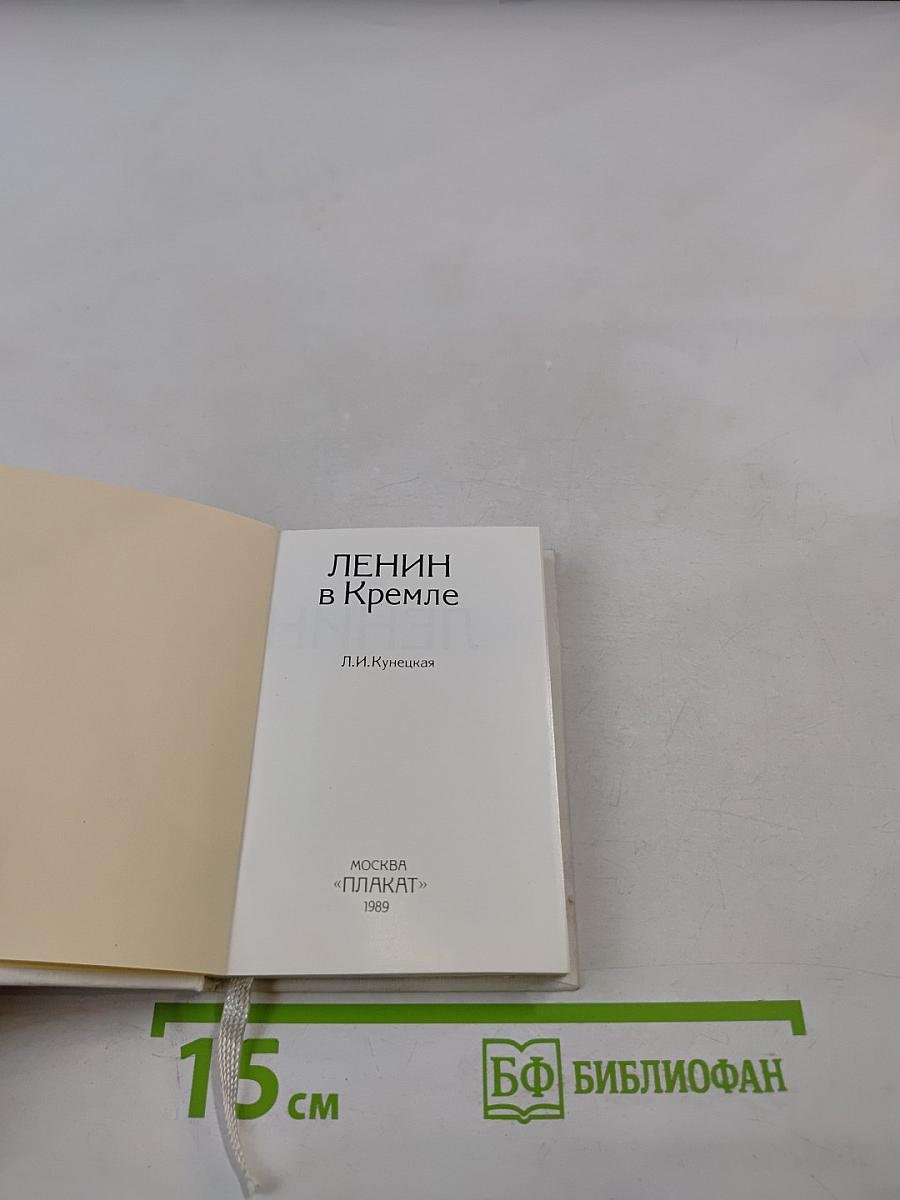 ЛЕНИН
в Кремле
Л.И.Кунецкая
МОСКВА
«ПЛАКАТ»
1989
15 см
БФ БИБЛИОФАН